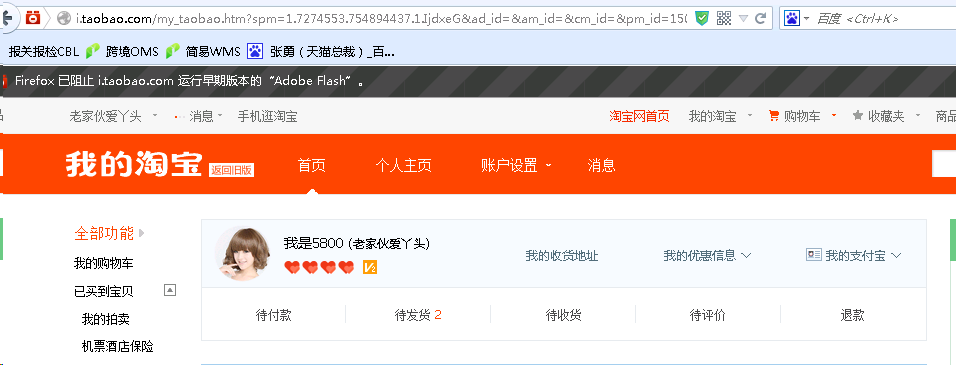 i.taobao.com/my_taobao.htm?spm=1.7274553.754894437.1.IjdxeG&ad_id=&am_id=&cm_id=&pm_id=150 百度 <Ctrl+K>
报关报检CBL 跨境OMS 简易WMS 张勇（天猫总裁）_百...
Firefox 已阻止 i.taobao.com 运行早期版本的“Adobe Flash”。
老家伙爱丫头 消息 手机逛淘宝 淘宝网首页 我的淘宝 购物车 收藏夹 商品
我的淘宝 返回旧版 首页 个人主页 账户设置 消息
全部功能
我的购物车
已买到宝贝
我的拍卖
机票酒店保险
我是5800 (老家伙爱丫头)
V2
我的收货地址 我的优惠信息 我的支付宝
待付款 待发货 2 待收货 待评价 退款